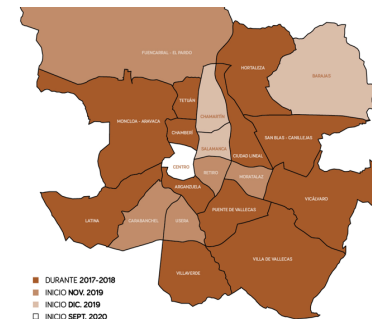 FUENCARRAL - EL PARDO
HORTALEZA
BARAJAS
TETUÁN
CHAMARTÍN
MONCLOA - ARAVACA
CHAMBERÍ
SAN BLAS - CANILLEJAS
SALAMANCA
CIUDAD LINEAL
CENTRO
RETIRO
MORATALAZ
ARGANZUELA
VICÁLVARO
PUENTE DE VALLECAS
LATINA
CARABANCHEL
USERA
VILLA DE VALLECAS
VILLAVERDE
DURANTE 2017-2018
INICIO NOV. 2019
INICIO DIC. 2019
INICIO SEPT. 2020